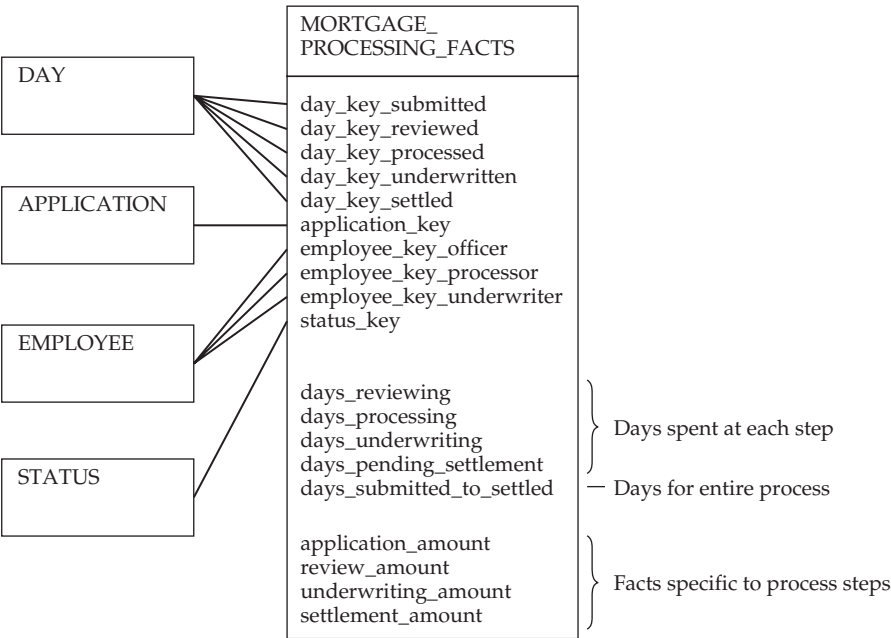 MORTGAGE_
PROCESSING_FACTS
DAY
APPLICATION
EMPLOYEE
STATUS
day_key_submitted
day_key_reviewed
day_key_processed
day_key_underwritten
day_key_settled
application_key
employee_key_officer
employee_key_processor
employee_key_underwriter
status_key
days_reviewing
days_processing
days_underwriting
days_pending_settlement
days_submitted_to_settled
application_amount
review_amount
underwriting_amount
settlement_amount
Days spent at each step
Days for entire process
Facts specific to process steps